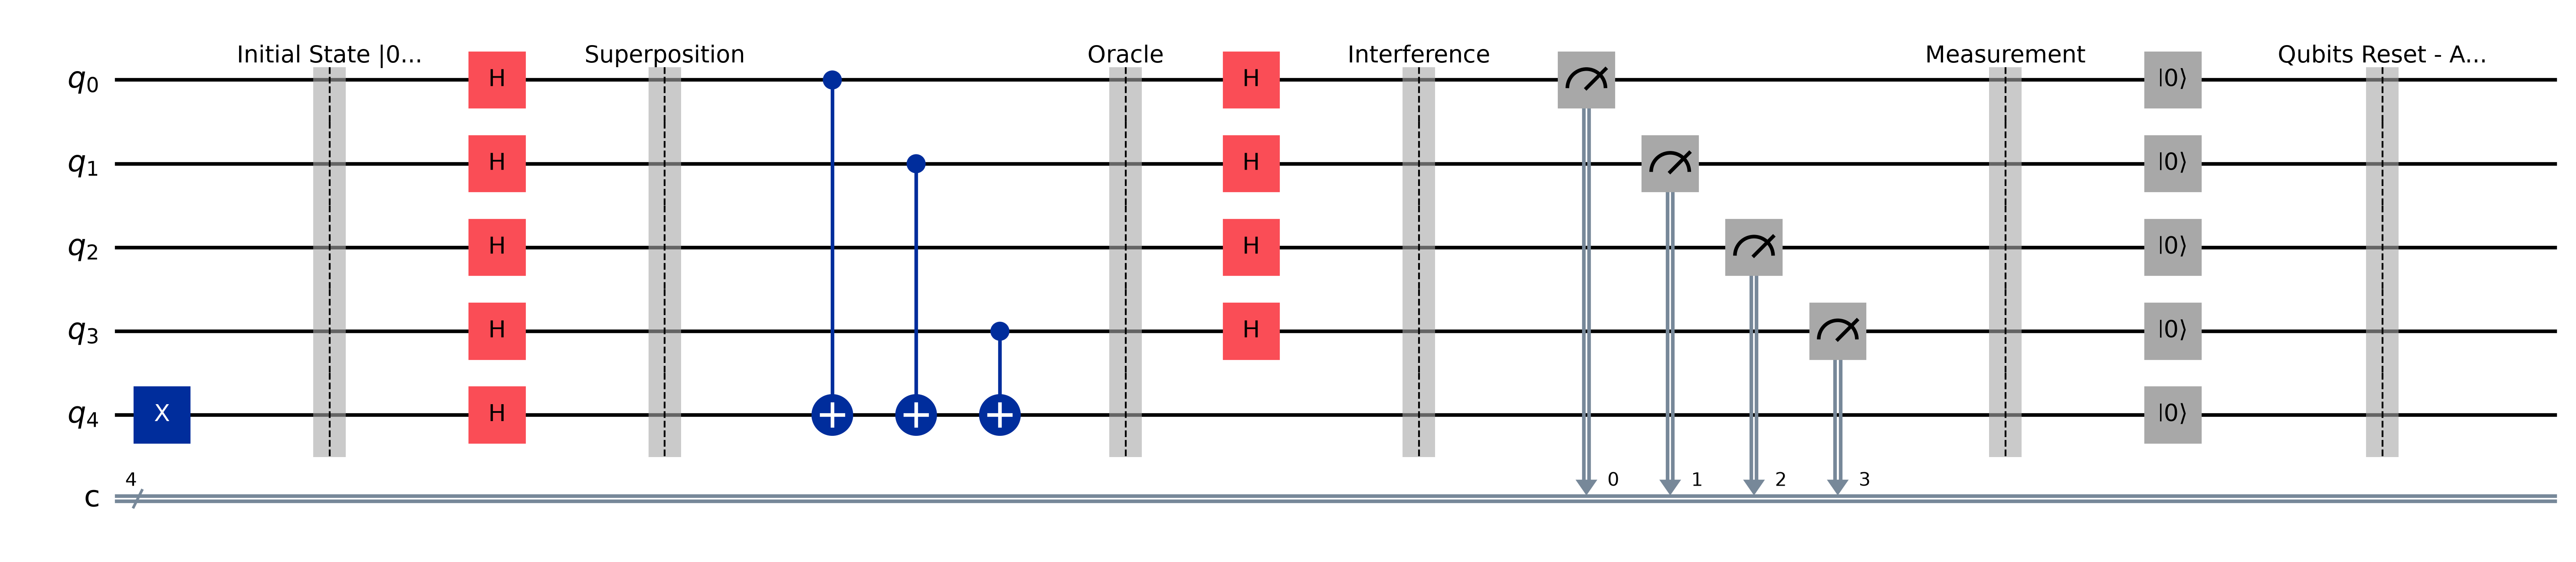 Initial State |0... Superposition Oracle Interference Measurement Qubits Reset - A...
q0 H H |0⟩
q1 H H |0⟩
q2 H H |0⟩
q3 H H |0⟩
q4 X H |0⟩
4 0 1 2 3
c